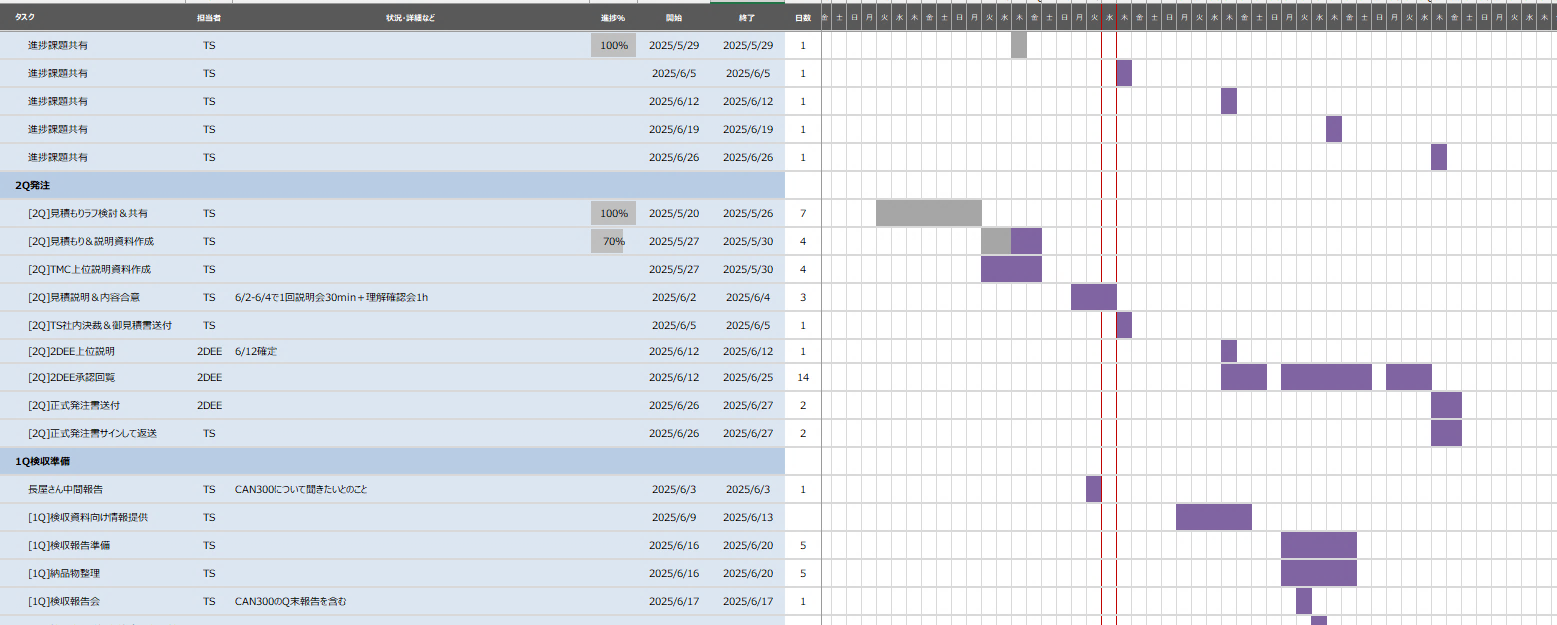 タスク 担当者 状況・詳細など 進捗% 開始 終了 日数 金 土 日 月 火 水 木 金 土 日 月 火 水 木 金 土 日 月 火 水 木 金 土 日 月 火 水 木 金 土 日 月 火 水 木 金 土 日 月 火 水 木 金 土 日 月 火 水 木
進捗課題共有 TS 100% 2025/5/29 2025/5/29 1
進捗課題共有 TS 2025/6/5 2025/6/5 1
進捗課題共有 TS 2025/6/12 2025/6/12 1
進捗課題共有 TS 2025/6/19 2025/6/19 1
進捗課題共有 TS 2025/6/26 2025/6/26 1
2Q発注
[2Q]見積もりラフ検討＆共有 TS 100% 2025/5/20 2025/5/26 7
[2Q]見積もり＆説明資料作成 TS 70% 2025/5/27 2025/5/30 4
[2Q]TMC上位説明資料作成 TS 2025/5/27 2025/5/30 4
[2Q]見積説明＆内容合意 TS 6/2-6/4で1回説明会30min＋理解確認会1h 2025/6/2 2025/6/4 3
[2Q]TS社内決裁＆御見積書送付 TS 2025/6/5 2025/6/5 1
[2Q]2DEE上位説明 2DEE 6/12確定 2025/6/12 2025/6/12 1
[2Q]2DEE承認回覧 2DEE 2025/6/12 2025/6/25 14
[2Q]正式発注書送付 2DEE 2025/6/26 2025/6/27 2
[2Q]正式発注書サインして返送 TS 2025/6/26 2025/6/27 2
1Q検収準備
長屋さん中間報告 TS CAN300について聞きたいとのこと 2025/6/3 2025/6/3 1
[1Q]検収資料向け情報提供 TS 2025/6/9 2025/6/13
[1Q]検収報告準備 TS 2025/6/16 2025/6/20 5
[1Q]納品物整理 TS 2025/6/16 2025/6/20 5
[1Q]検収報告会 TS CAN300のQ末報告を含む 2025/6/17 2025/6/17 1